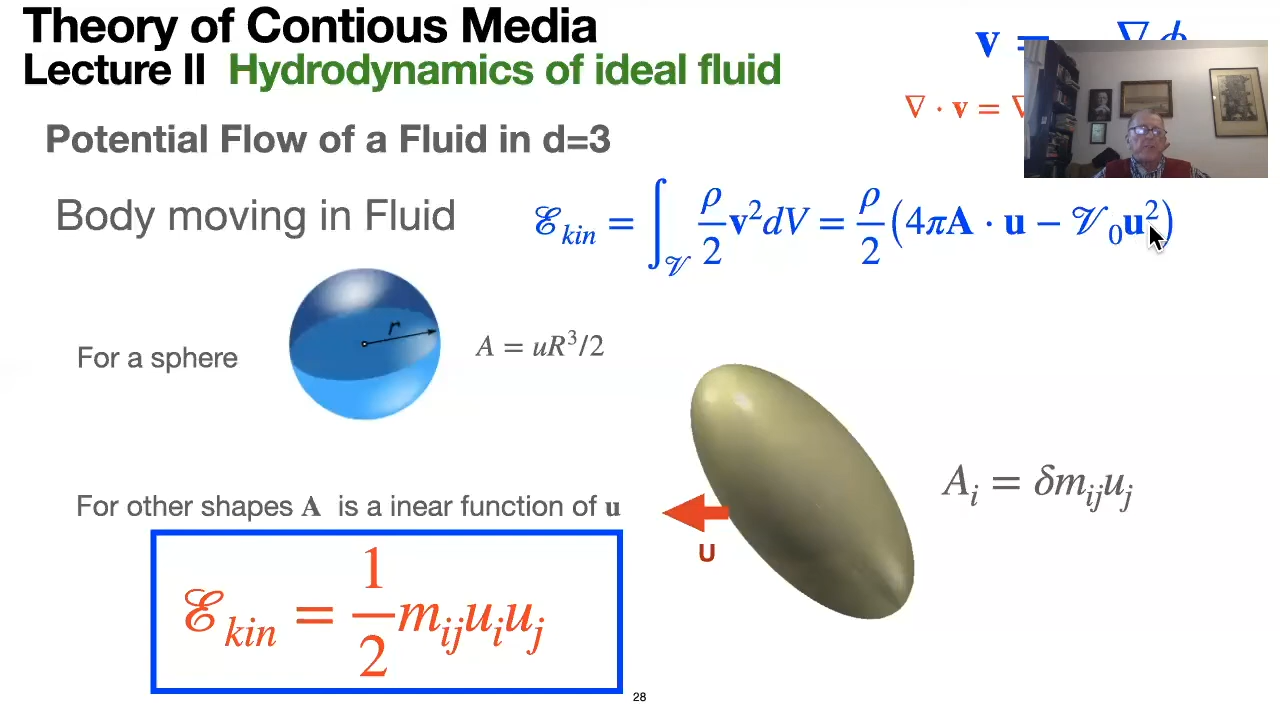 Theory of Contious Media
Lecture II Hydrodynamics of ideal fluid
v = ∇ϕ
∇ · v = ∇
Potential Flow of a Fluid in d=3
Body moving in Fluid
ℰ_kin = ∫_𝒱 ρ/2 v²dV = ρ/2 (4πA · u − 𝒱₀u²)
r
For a sphere
A = uR³/2
A_i = δm_ij u_j
For other shapes A is a inear function of u
U
ℰ_kin = 1/2 m_ij u_i u_j
28